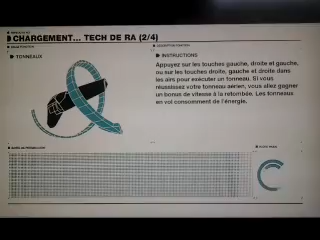 CHARGEMENT... TECH DE RA (2/4)
TONNEAUX
INSTRUCTIONS
Appuyez sur les touches gauche, droite et gauche,
ou sur les touches droite, gauche et droite dans
les airs pour exécuter un tonneau. Si vous
réussissez votre tonneau aérien, vous allez gagner
un bonus de vitesse à la retombée. Les tonneaux
en vol consomment de l'énergie.